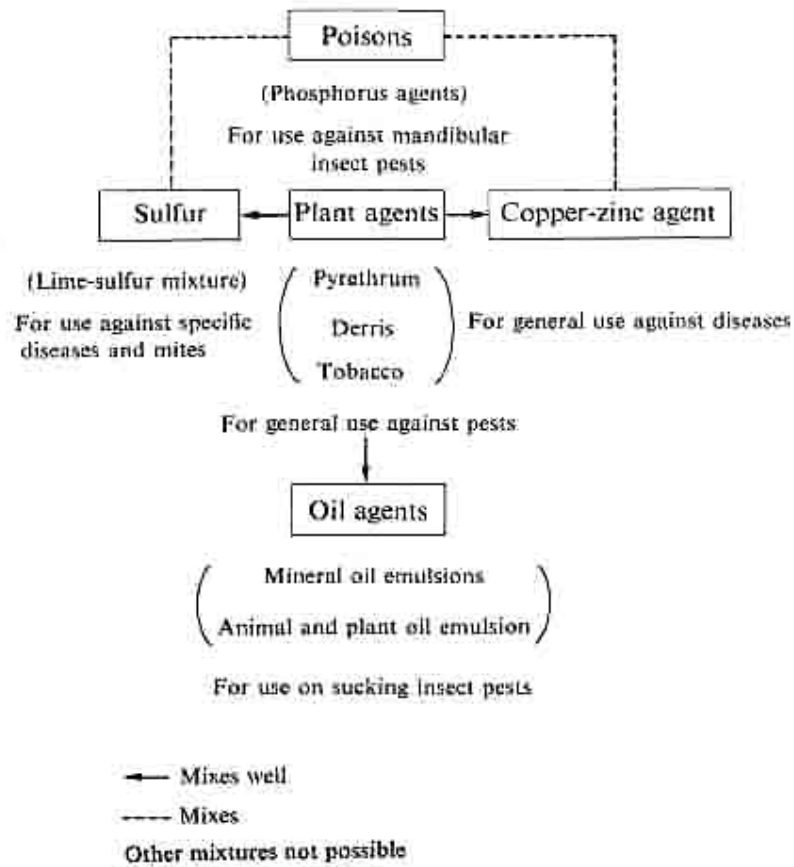 Poisons
(Phosphorus agents)
For use against mandibular
insect pests
Sulfur
Plant agents
Copper-zinc agent
(Lime-sulfur mixture)
For use against specific
diseases and mites
Pyrethrum
Derris
Tobacco
For general use against diseases
For general use against pests
Oil agents
Mineral oil emulsions
Animal and plant oil emulsion
For use on sucking insect pests
Mixes well
Mixes
Other mixtures not possible